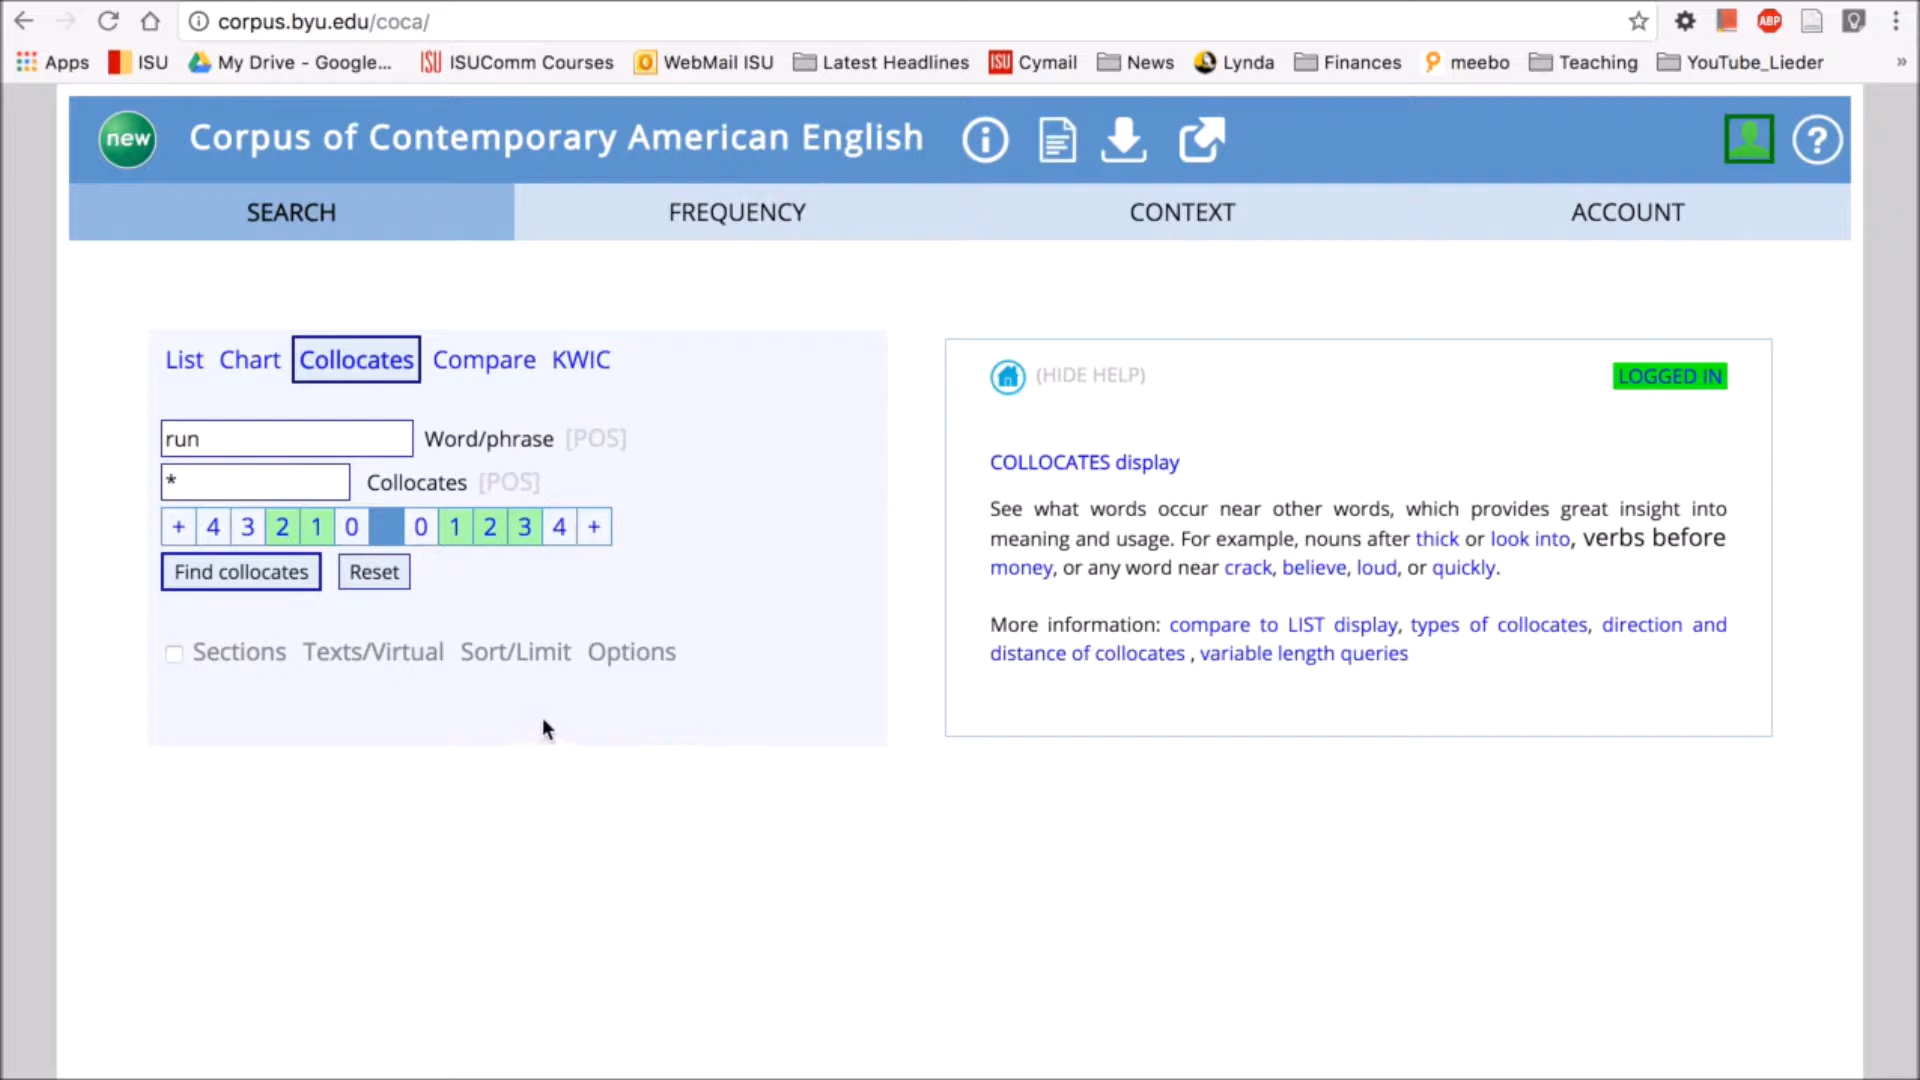 corpus.byu.edu/coca/
ABP
Apps ISU My Drive - Google... ISU ISUComm Courses O WebMail ISU Latest Headlines ISU Cymail News Lynda Finances meebo Teaching YouTube_Lieder »
new Corpus of Contemporary American English i ?
SEARCH FREQUENCY CONTEXT ACCOUNT
List Chart Collocates Compare KWIC
run Word/phrase [POS]
* Collocates [POS]
+ 4 3 2 1 0 0 1 2 3 4 +
Find collocates Reset
Sections Texts/Virtual Sort/Limit Options
(HIDE HELP) LOGGED IN
COLLOCATES display
See what words occur near other words, which provides great insight into
meaning and usage. For example, nouns after thick or look into, verbs before
money, or any word near crack, believe, loud, or quickly.
More information: compare to LIST display, types of collocates, direction and
distance of collocates , variable length queries